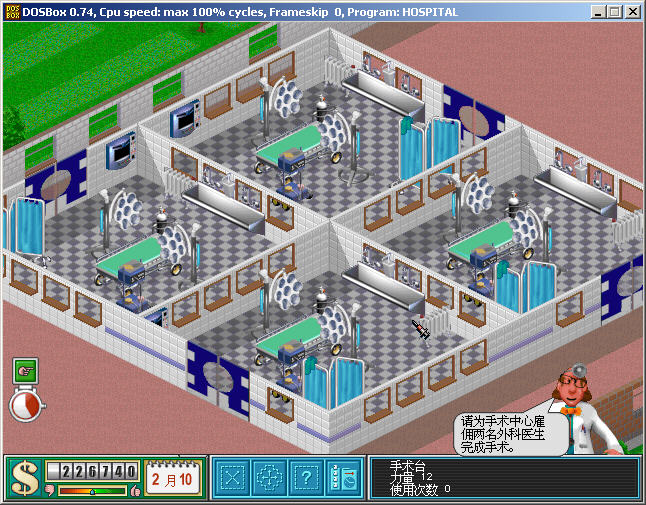 DOSBox 0.74, Cpu speed: max 100% cycles, Frameskip 0, Program: HOSPITAL
请为手术中心雇
佣两名外科医生
完成手术。
$ 226740
2 月10
?
手术台
力量 12
使用次数 0